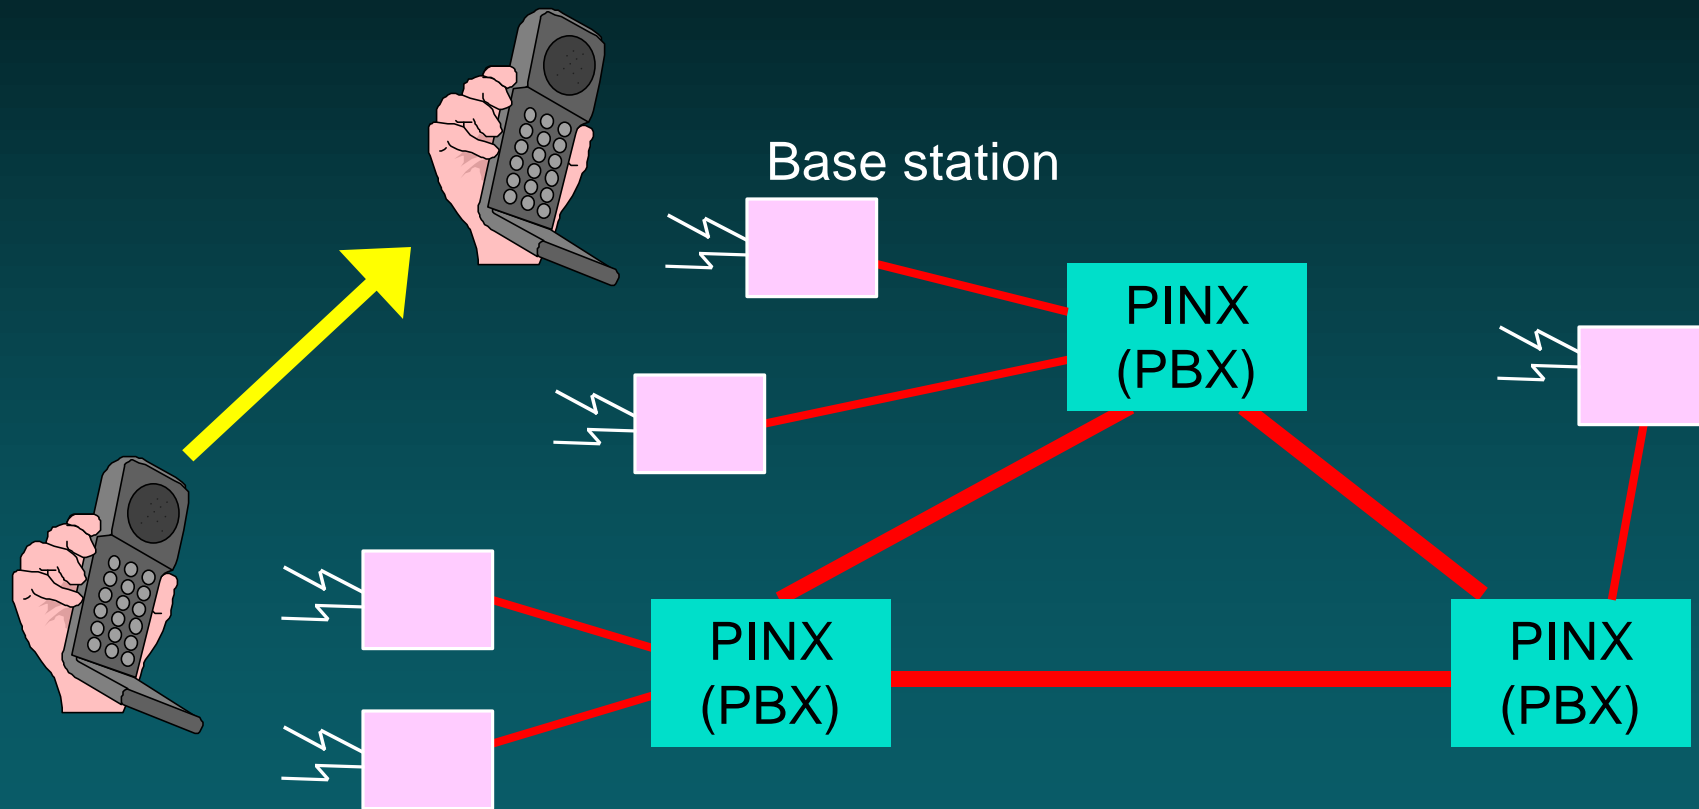 Base station
PINX
(PBX)
PINX
(PBX)
PINX
(PBX)